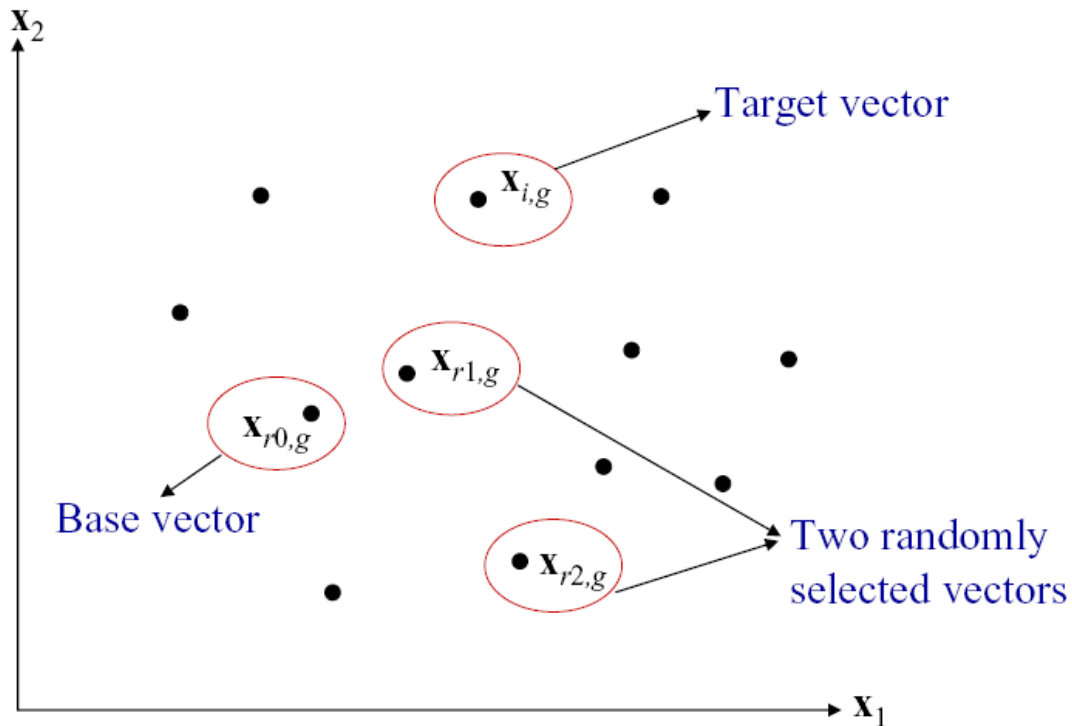 x2
Target vector
xi,g
xr1,g
xr0,g
Base vector
Two randomly
selected vectors
xr2,g
x1